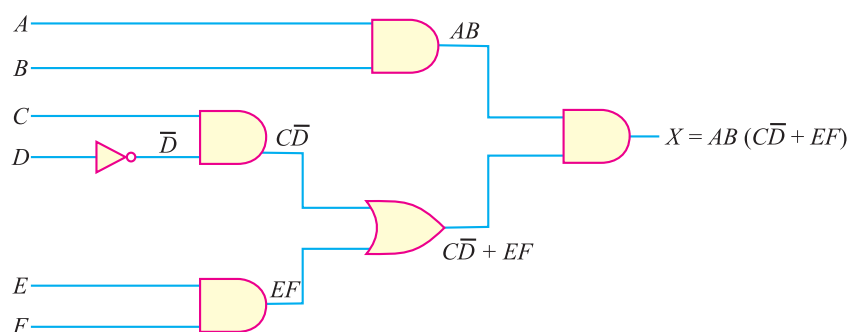 A
AB
B
C
D̅
CD̅
D
X = AB (CD̅ + EF)
CD̅ + EF
E
EF
F